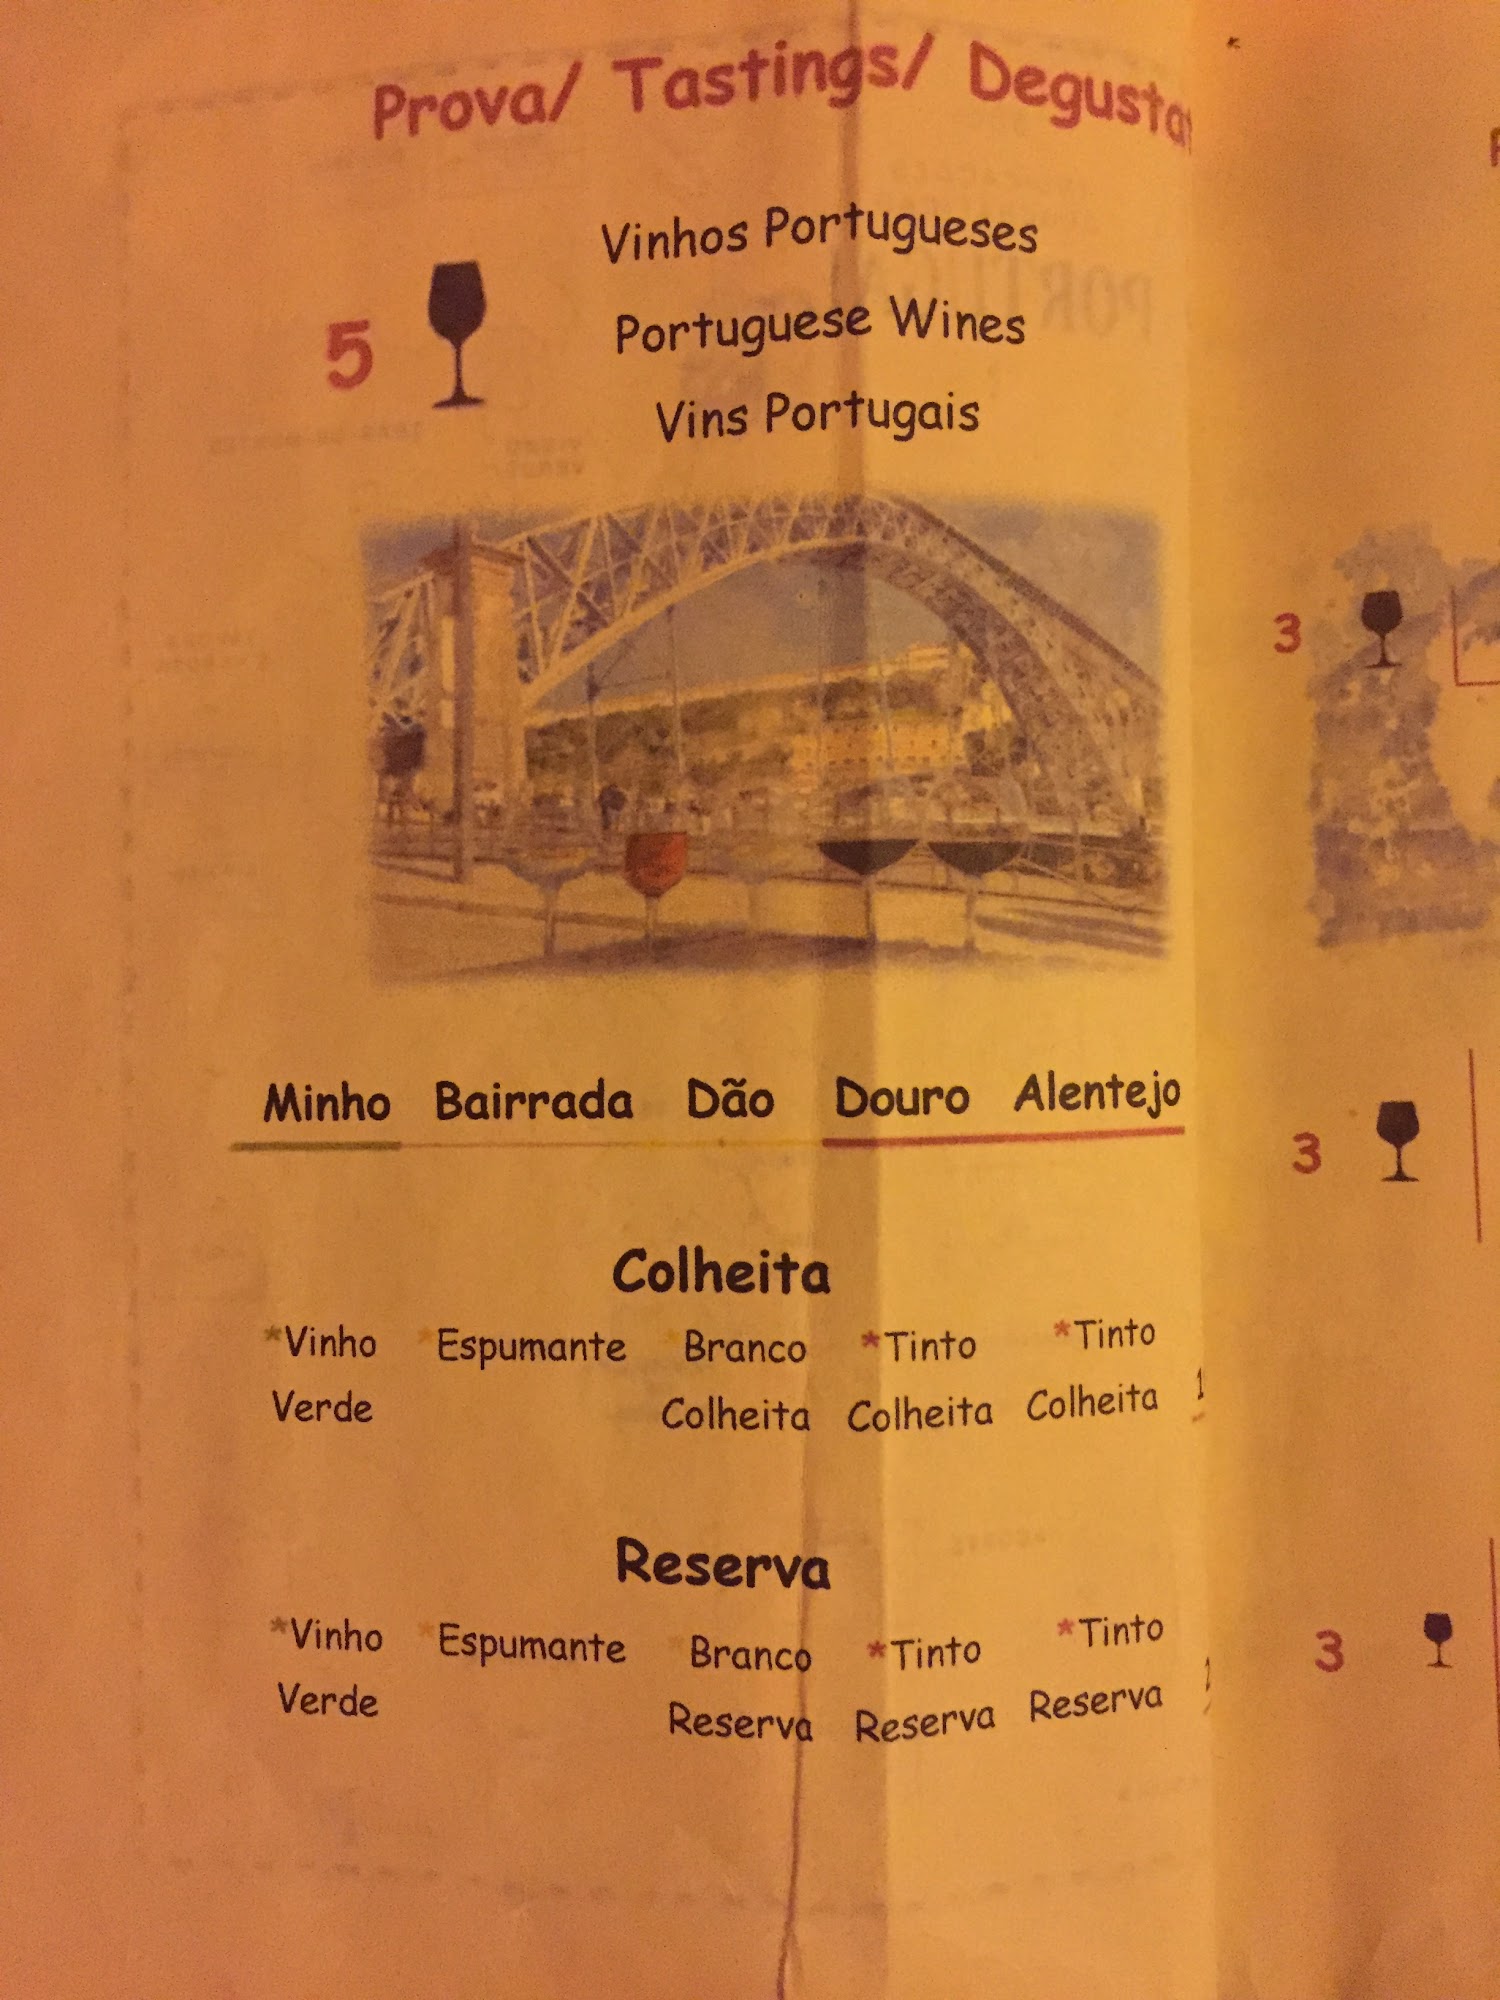 Prova/ Tastings/
Vinhos Portugueses
5
Portuguese Wines
Vins Portugais
Minho Bairrada Dão Douro Alentejo
Colheita
*Vinho *Espumante *Branco *Tinto *Tinto
Verde Colheita Colheita Colheita
Reserva
*Vinho *Espumante *Branco *Tinto *Tinto
Verde Reserva Reserva Reserva
3
3
3